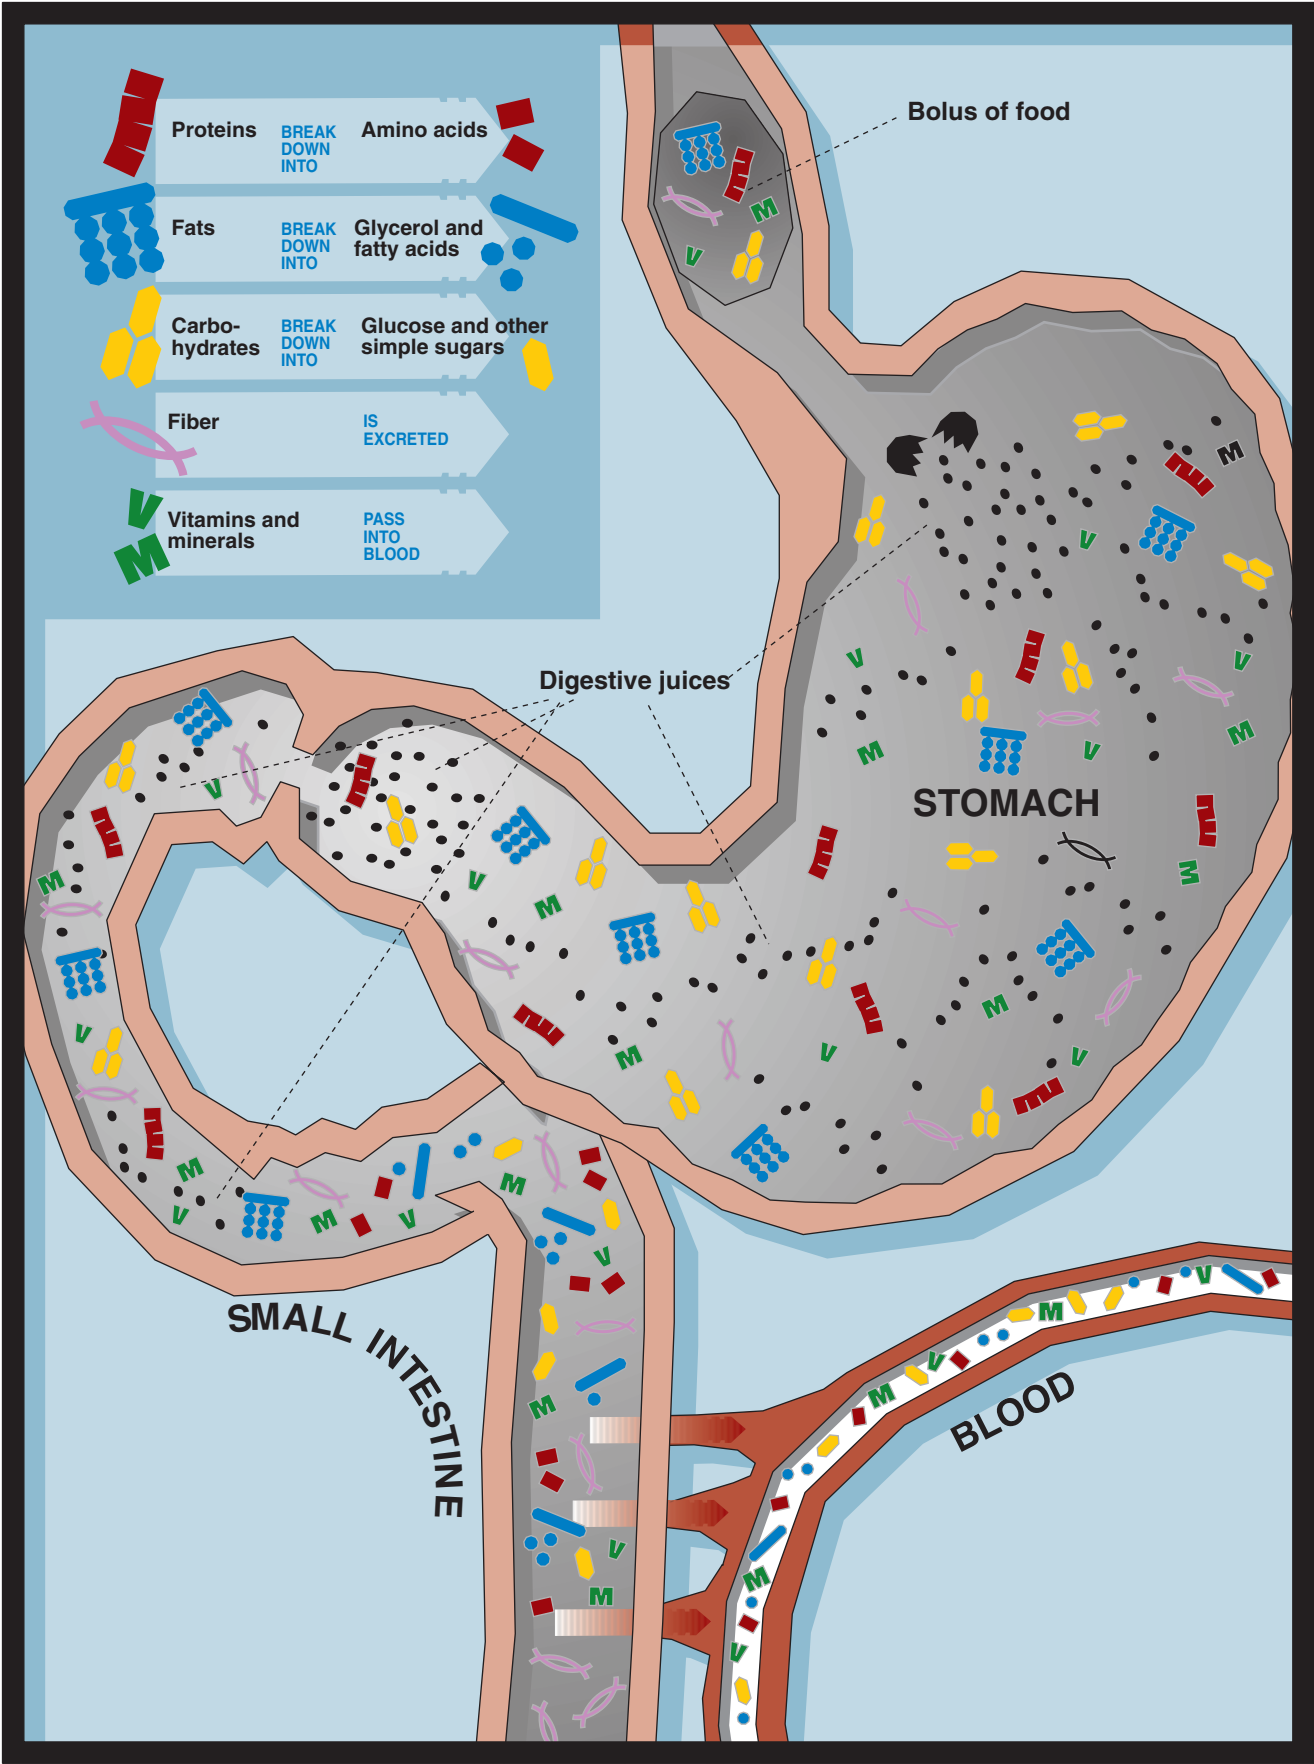 Bolus of food
Proteins
BREAK
DOWN
INTO
Amino acids
Fats
BREAK
DOWN
INTO
Glycerol and
fatty acids
Carbo-
hydrates
BREAK
DOWN
INTO
Glucose and other
simple sugars
Fiber
IS
EXCRETED
V
M
Vitamins and
minerals
PASS
INTO
BLOOD
Digestive juices
STOMACH
SMALL INTESTINE
BLOOD